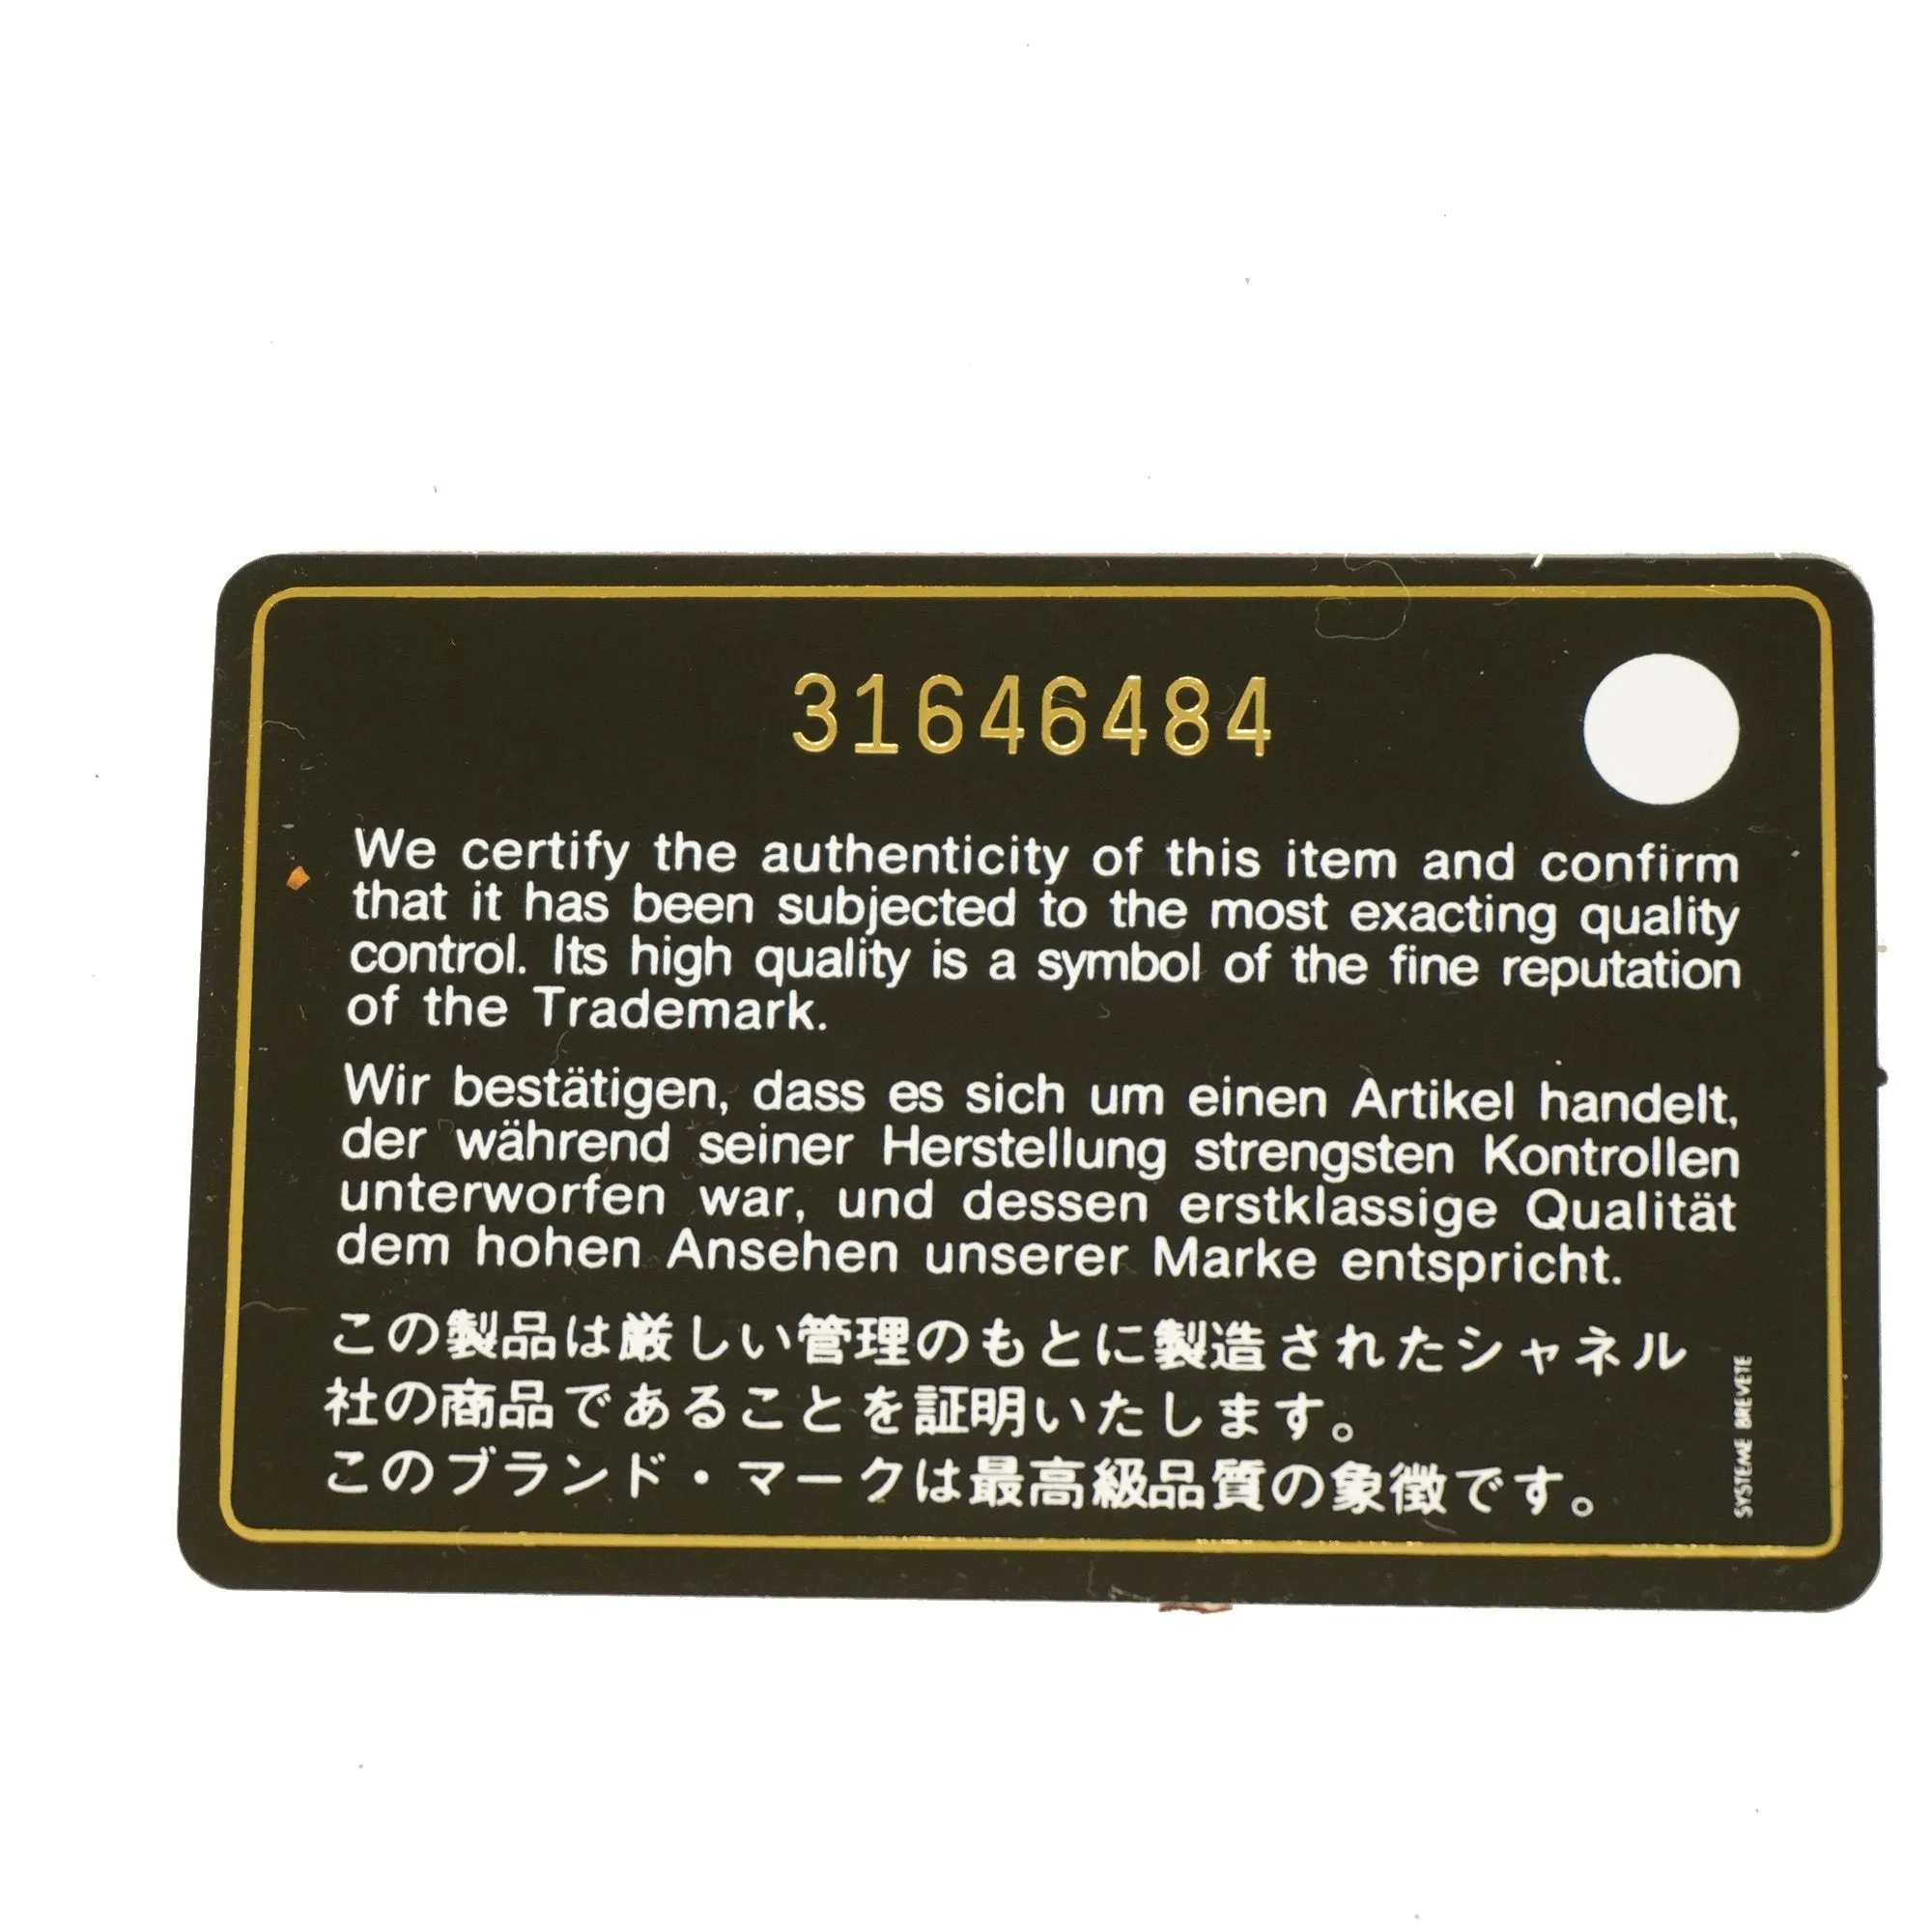 31646484
We certify the authenticity of this item and confirm
that it has been subjected to the most exacting quality
control. Its high quality is a symbol of the fine reputation
of the Trademark.
Wir bestätigen, dass es sich um einen Artikel handelt,
der während seiner Herstellung strengsten Kontrollen
unterworfen war, und dessen erstklassige Qualität
dem hohen Ansehen unserer Marke entspricht.
この製品は厳しい管理のもとに製造されたシャネル
社の商品であることを証明いたします。
このブランド・マークは最高級品質の象徴です。
SYSTEME BREVETE